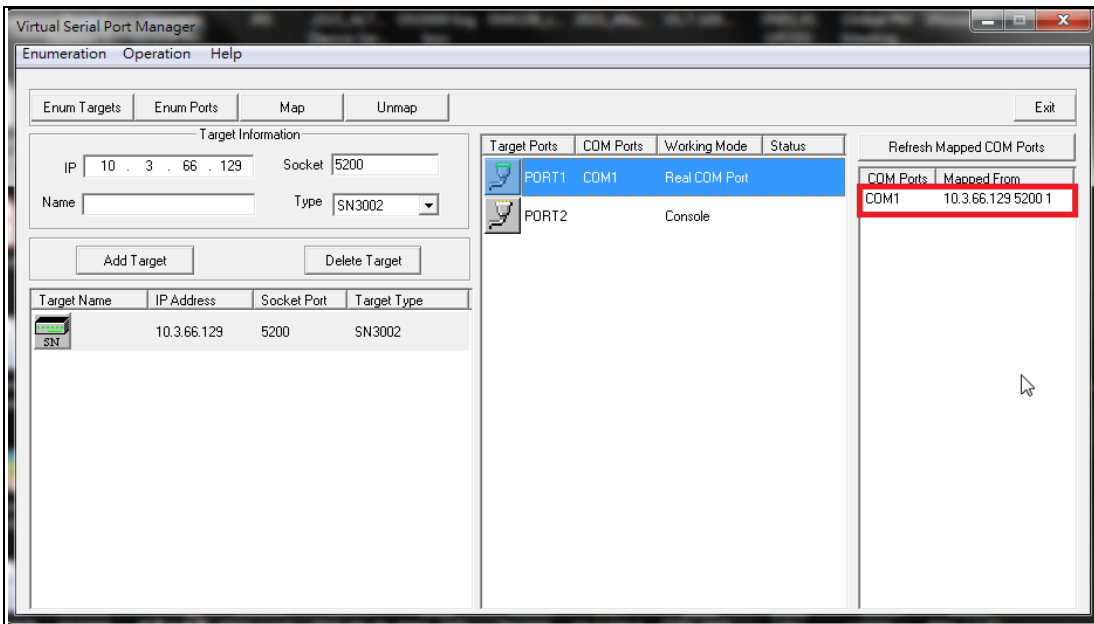 Virtual Serial Port Manager
Enumeration Operation Help
Enum Targets Enum Ports Map Unmap Exit
Target Information
IP 10 . 3 . 66 . 129 Socket 5200
Name Type SN3002
Add Target Delete Target
Target Name IP Address Socket Port Target Type
SN 10.3.66.129 5200 SN3002
Target Ports COM Ports Working Mode Status
PORT1 COM1 Real COM Port
PORT2 Console
Refresh Mapped COM Ports
COM Ports Mapped From
COM1 10.3.66.129 5200 1